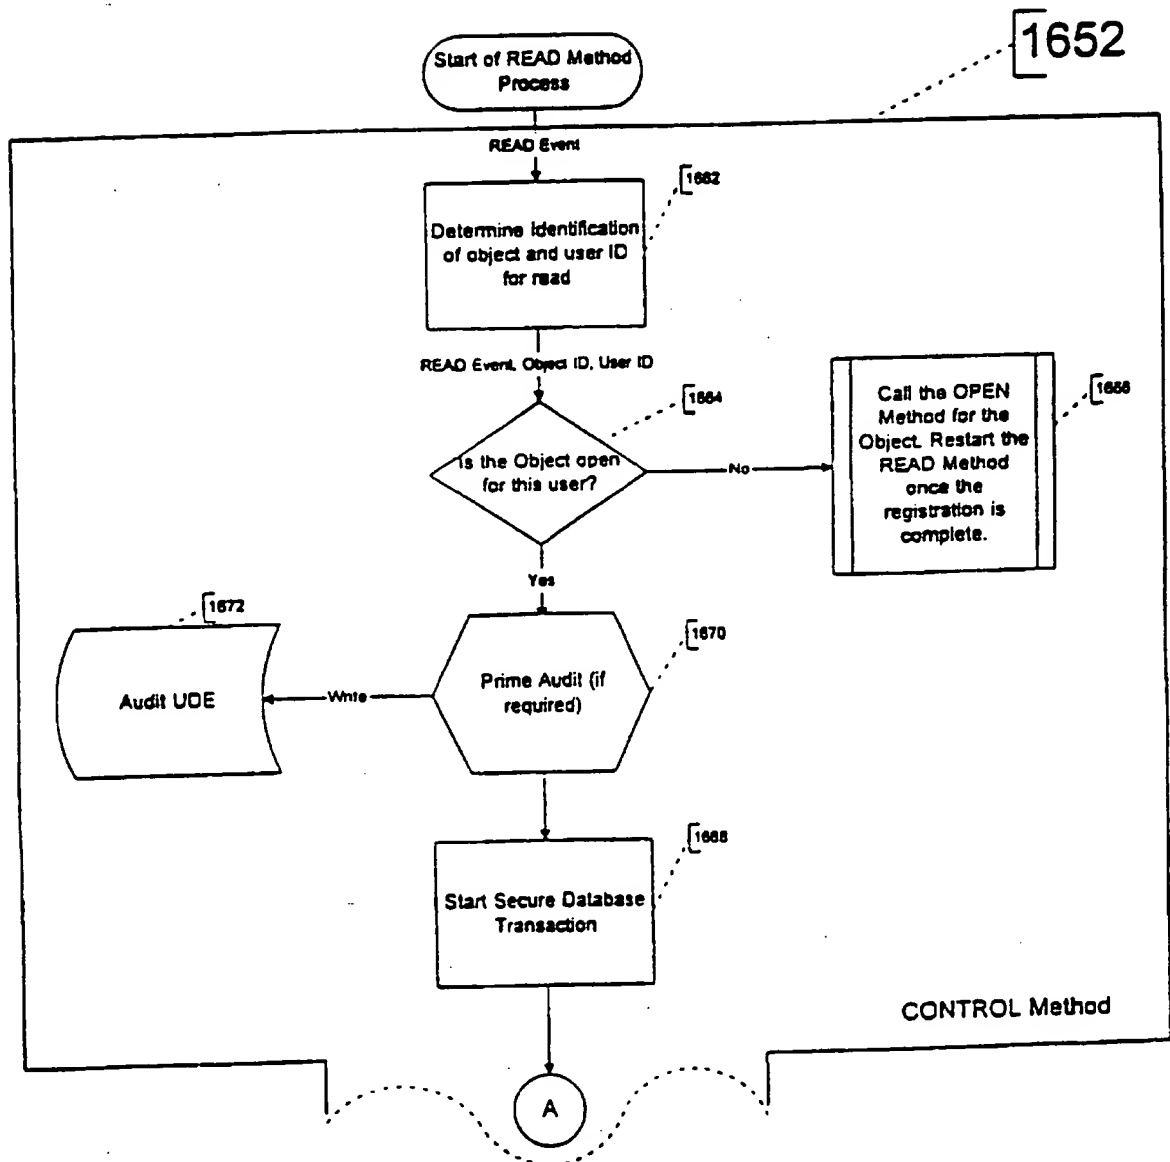 1652
Start of READ Method
Process
READ Event
1662
Determine Identification
of object and user ID
for read
READ Event, Object ID, User ID
1664
Is the Object open
for this user?
No
1666
Call the OPEN
Method for the
Object. Restart the
READ Method
once the
registration is
complete.
Yes
1672
Audit UDE
Write
1670
Prime Audit (if
required)
1668
Start Secure Database
Transaction
CONTROL Method
A